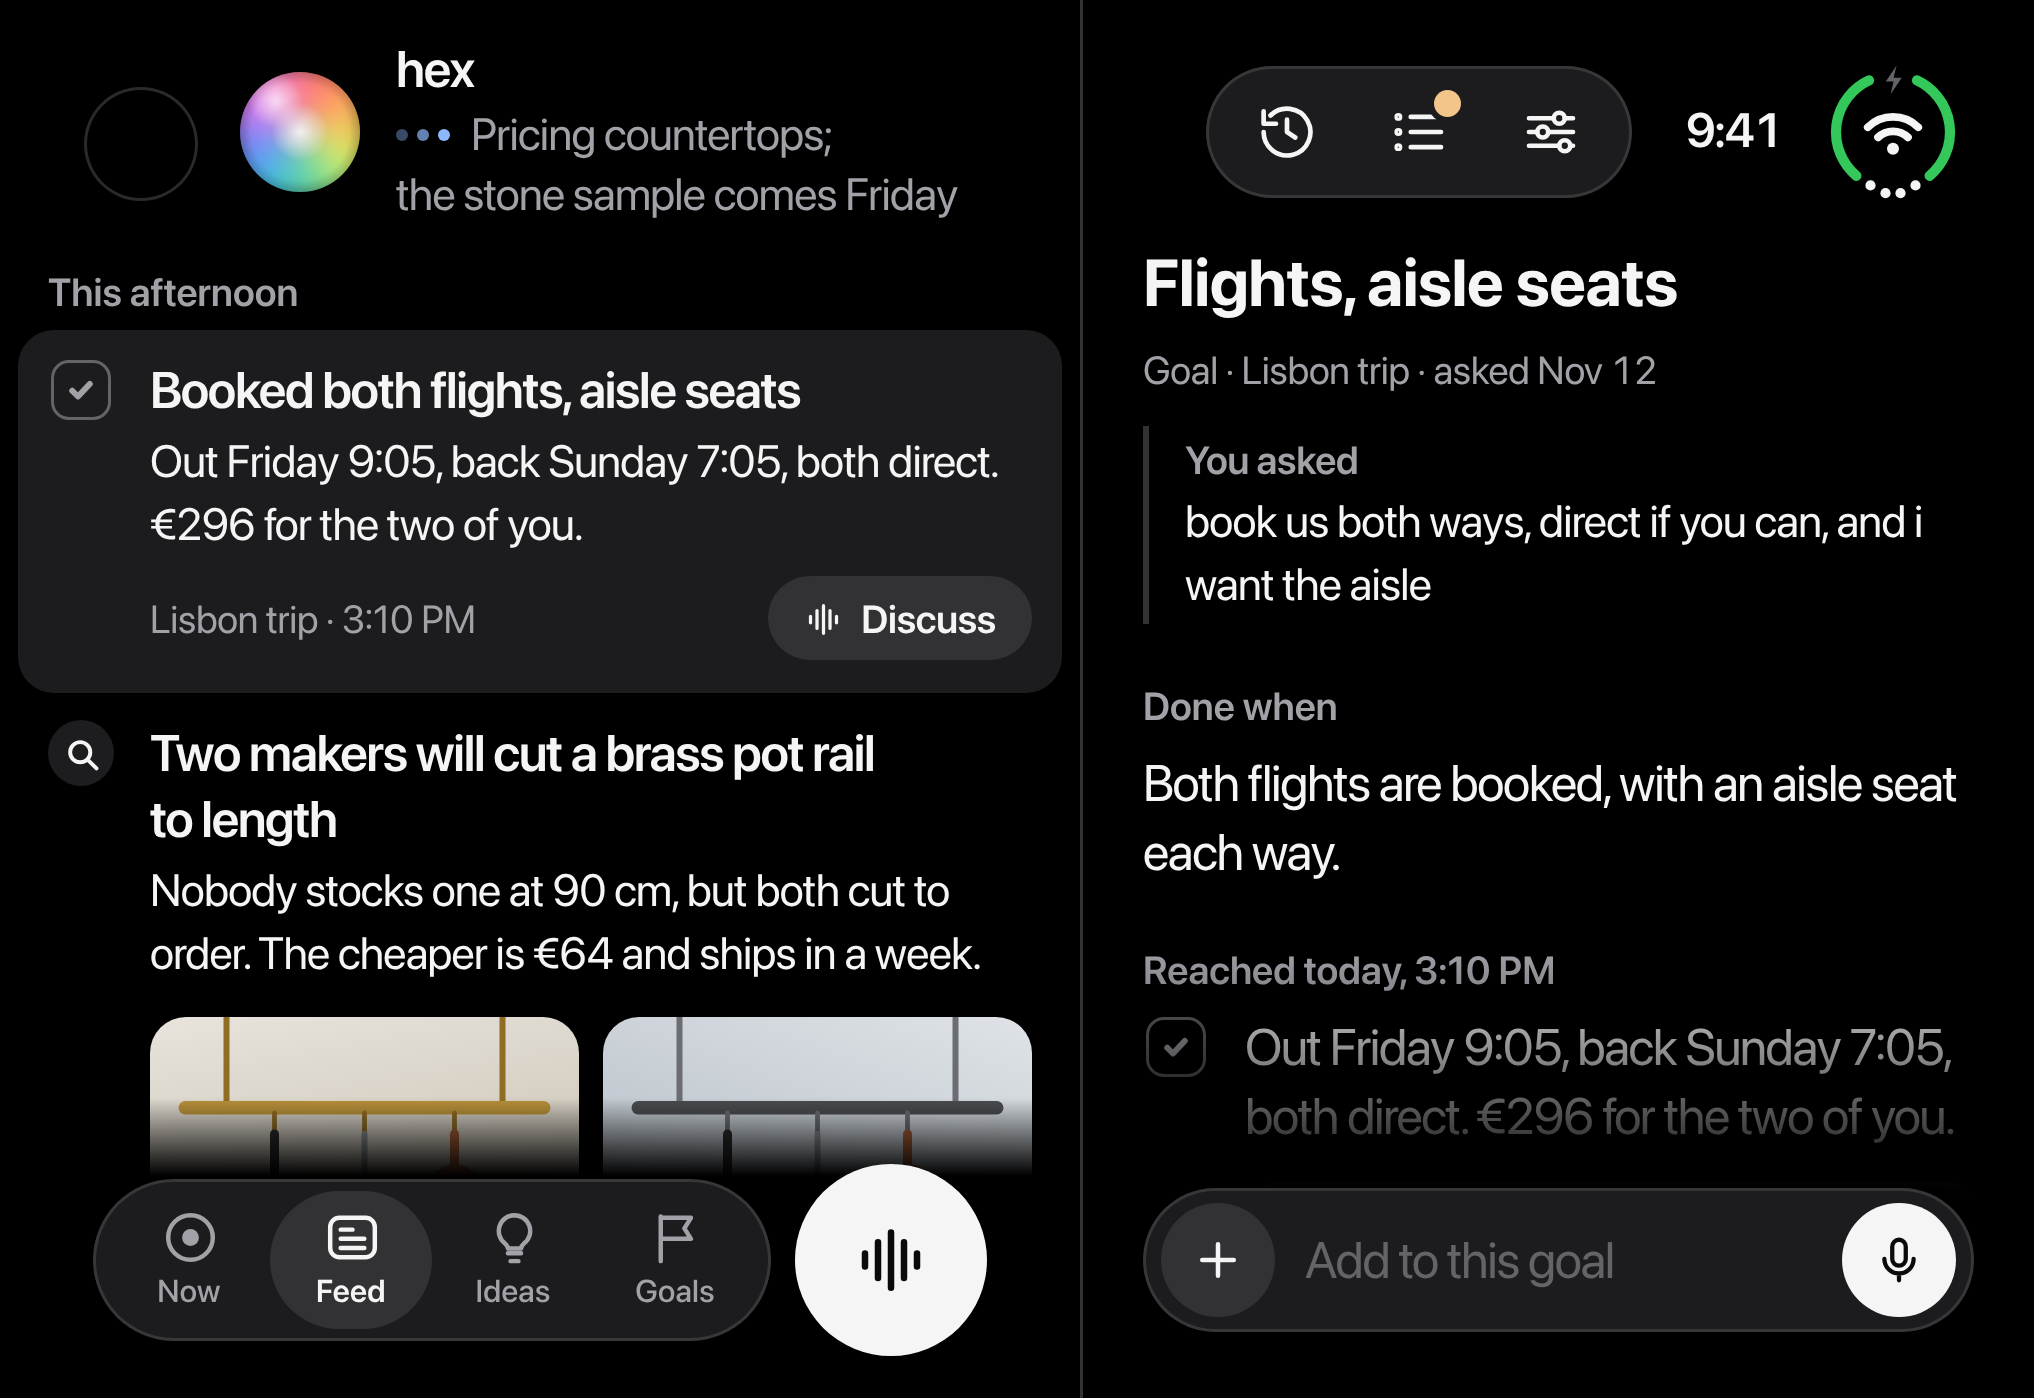 hex
Pricing countertops;
the stone sample comes Friday
This afternoon
Booked both flights, aisle seats
Out Friday 9:05, back Sunday 7:05, both direct.
€296 for the two of you.
Lisbon trip · 3:10 PM
Discuss
Two makers will cut a brass pot rail
to length
Nobody stocks one at 90 cm, but both cut to
order. The cheaper is €64 and ships in a week.
Now
Feed
Ideas
Goals
9:41
Flights, aisle seats
Goal · Lisbon trip · asked Nov 12
You asked
book us both ways, direct if you can, and i
want the aisle
Done when
Both flights are booked, with an aisle seat
each way.
Reached today, 3:10 PM
Out Friday 9:05, back Sunday 7:05,
both direct. €296 for the two of you.
Add to this goal